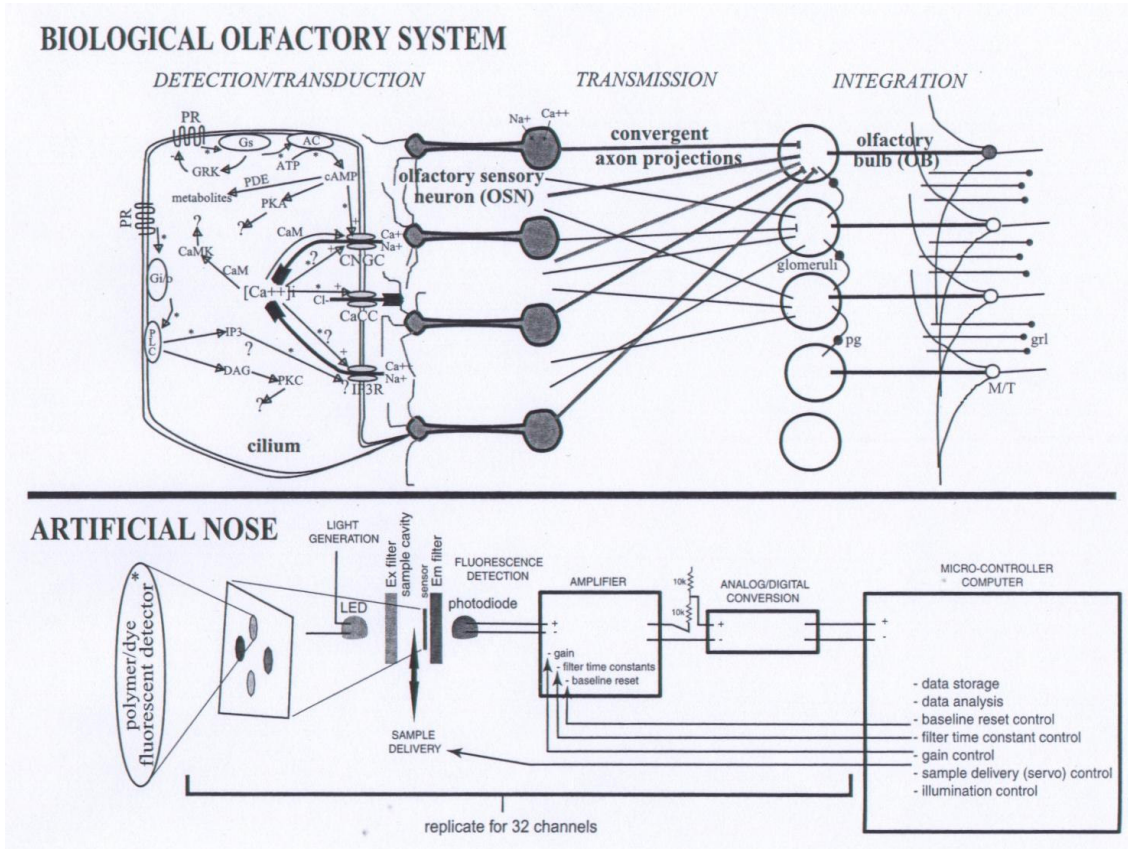 BIOLOGICAL OLFACTORY SYSTEM
DETECTION/TRANSDUCTION
TRANSMISSION
INTEGRATION
PR
Gs
AC
GRK
ATP
cAMP
PDE
metabolites
PKA
?
PR
?
CaMK
CaM
CaM
*?
+
+
CNGC
Ca++
Na+
Gi/o
[Ca++]i
*
+
Cl-
CaCC
PLC
IP3
?
*
*?
+
?
IP3R
Ca++
Na+
DAG
PKC
?
cilium
Na+
Ca++
olfactory sensory
neuron (OSN)
convergent
axon projections
olfactory
bulb (OB)
glomeruli
pg
grl
M/T
ARTIFICIAL NOSE
polymer/dye *
fluorescent detector
LIGHT
GENERATION
LED
Ex filter
sample cavity
sensor
Em filter
FLUORESCENCE
DETECTION
photodiode
AMPLIFIER
+
-
- gain
- filter time constants
- baseline reset
10k
10k
ANALOG/DIGITAL
CONVERSION
+
-
MICRO-CONTROLLER
COMPUTER
+
-
- data storage
- data analysis
- baseline reset control
- filter time constant control
- gain control
- sample delivery (servo) control
- illumination control
SAMPLE
DELIVERY
replicate for 32 channels